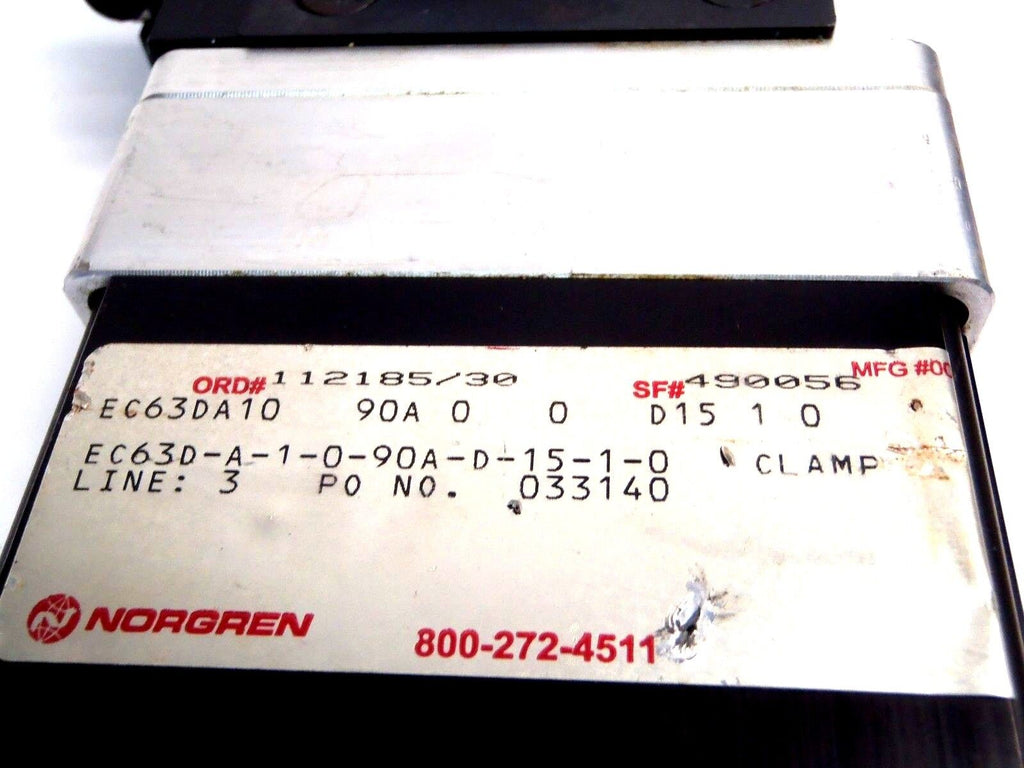 ORD# 112185/30 SF# 490056 MFG #00
EC63DA10 90A 0 0 D15 1 0
EC63D-A-1-0-90A-D-15-1-0 CLAMP
LINE: 3 PO NO. 033140
NORGREN
800-272-4511